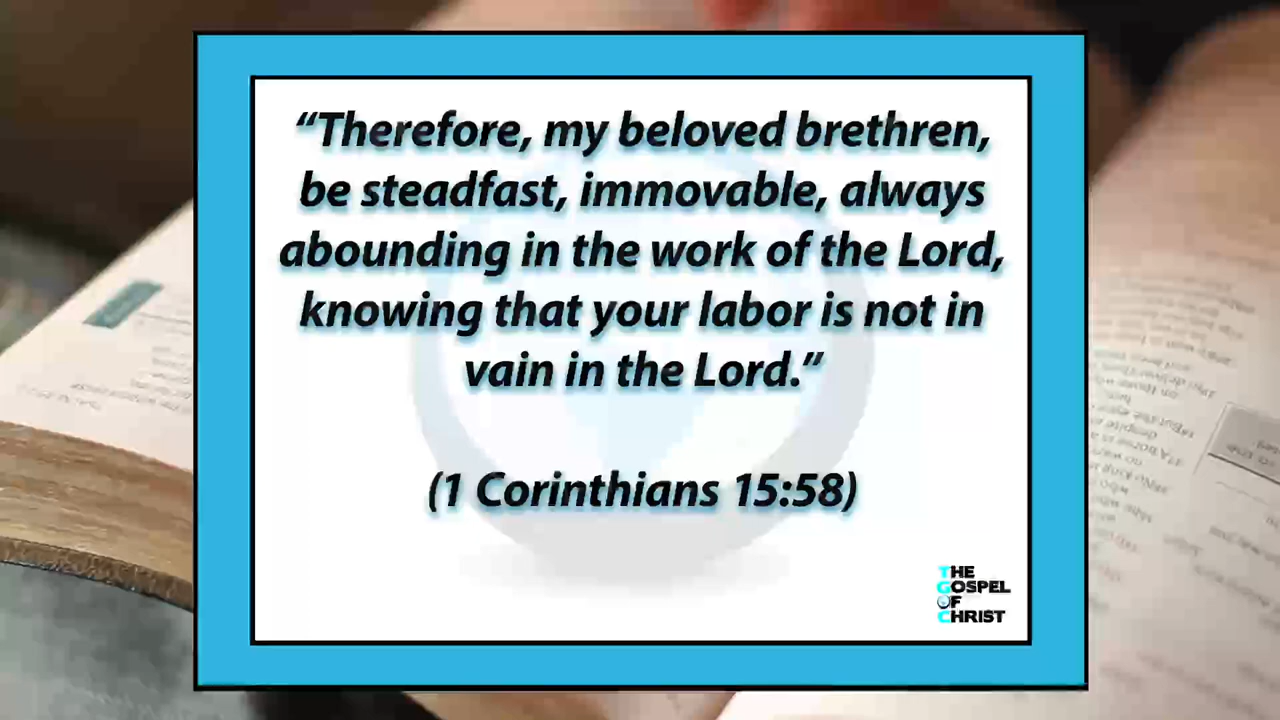 “Therefore, my beloved brethren,
be steadfast, immovable, always
abounding in the work of the Lord,
knowing that your labor is not in
vain in the Lord.”
(1 Corinthians 15:58)
THE
GOSPEL
OF
CHRIST